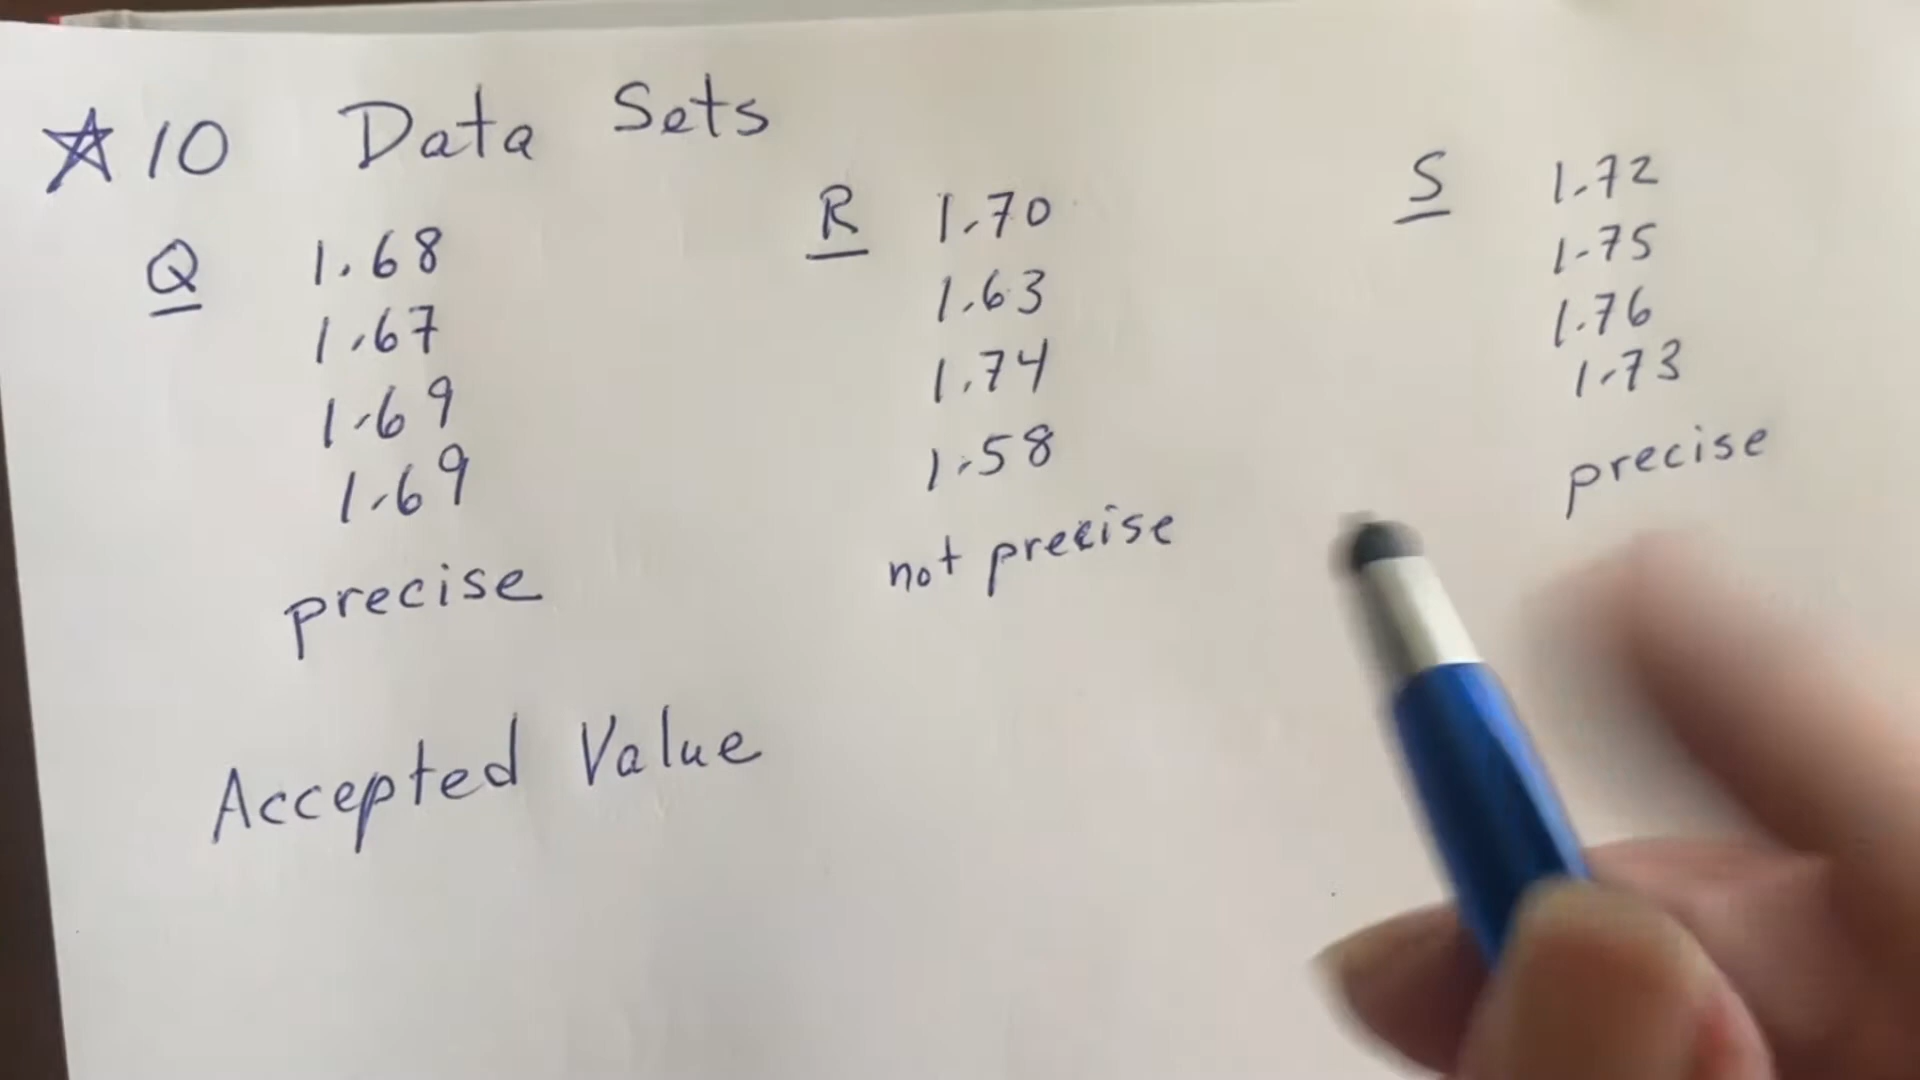 ☆10 Data Sets
Q
1.68
1.67
1.69
1.69
precise
R
1.70
1.63
1.74
1.58
not precise
S
1.72
1.75
1.76
1.73
precise
Accepted Value